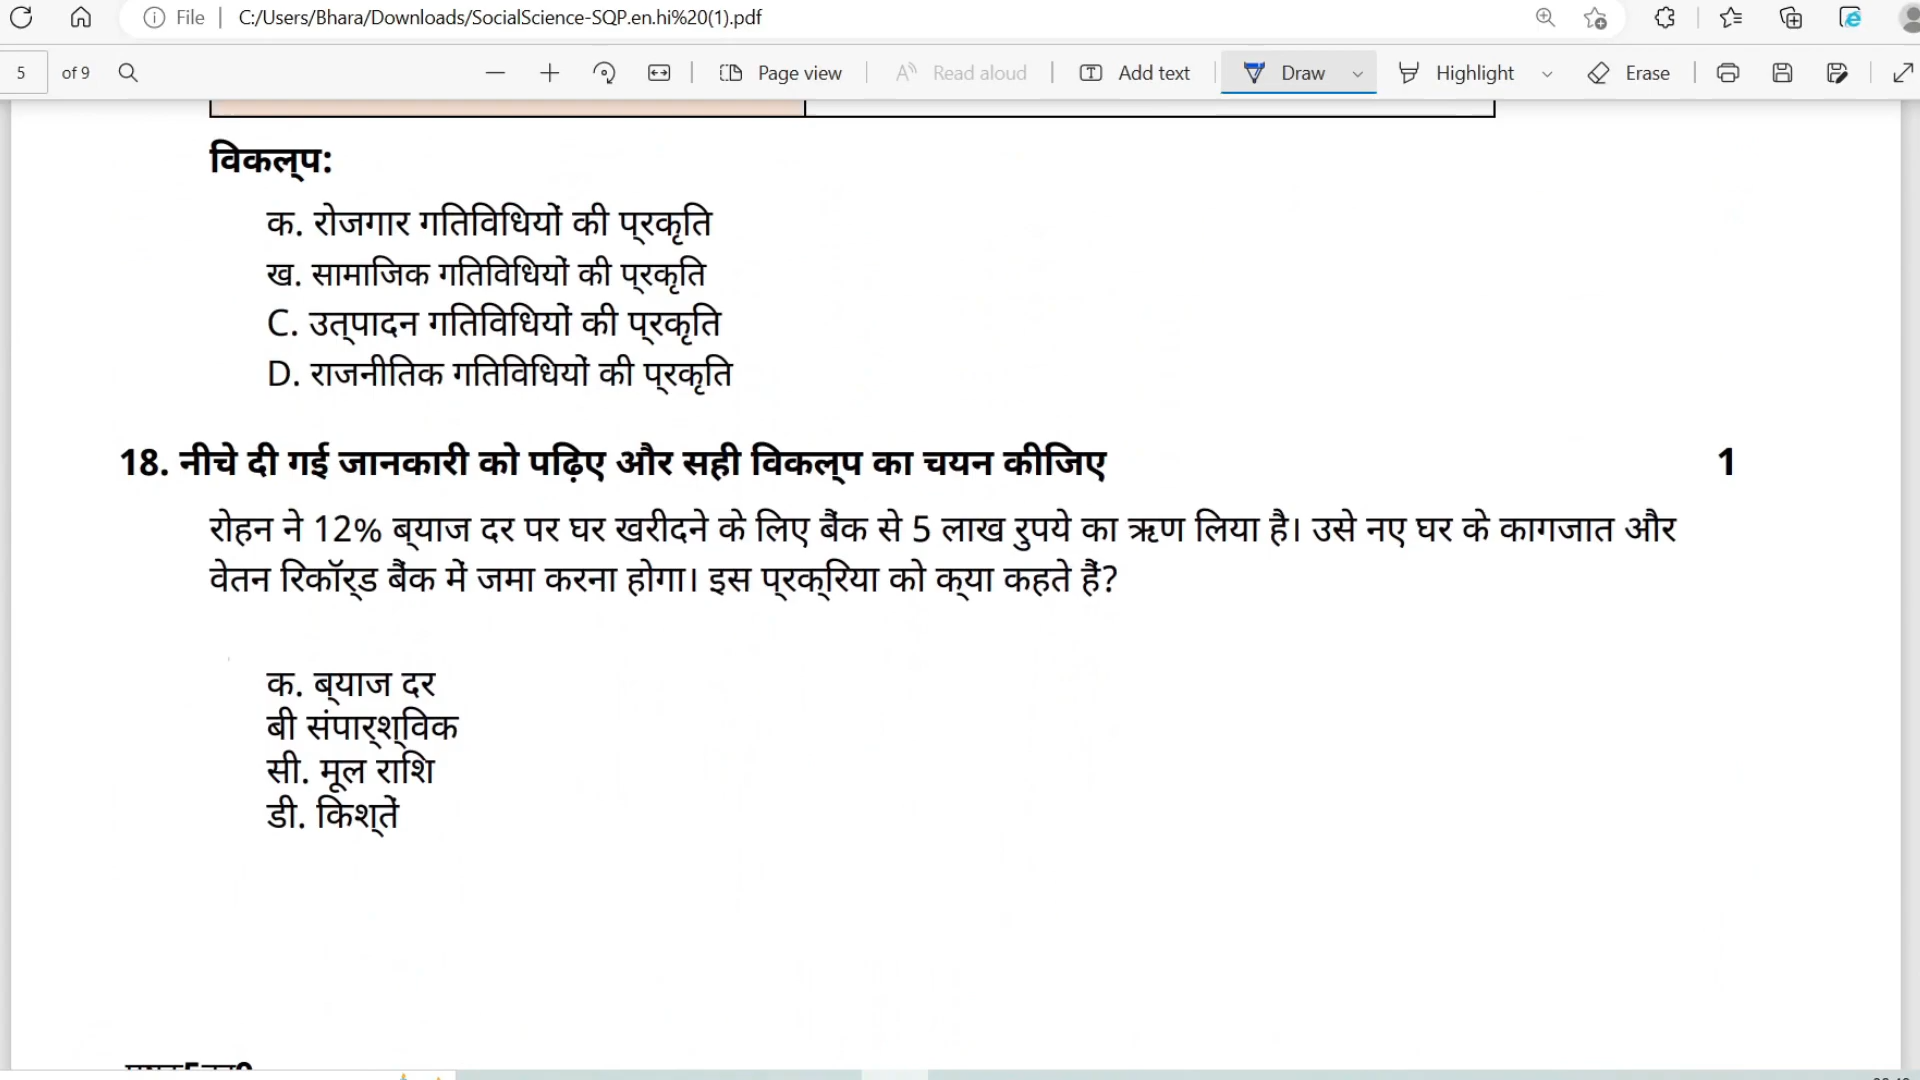 File C:/Users/Bhara/Downloads/SocialScience-SQP.en.hi%20(1).pdf
5 of 9 Page view Read aloud Add text Draw Highlight Erase
विकल्प:
क. रोजगार गतिविधियों की प्रकृति
ख. सामाजिक गतिविधियों की प्रकृति
C. उत्पादन गतिविधियों की प्रकृति
D. राजनीतिक गतिविधियों की प्रकृति
18. नीचे दी गई जानकारी को पढ़िए और सही विकल्प का चयन कीजिए 1
रोहन ने 12% ब्याज दर पर घर खरीदने के लिए बैंक से 5 लाख रुपये का ऋण लिया है। उसे नए घर के कागजात और
वेतन रिकॉर्ड बैंक में जमा करना होगा। इस प्रक्रिया को क्या कहते हैं?
क. ब्याज दर
बी संपार्श्विक
सी. मूल राशि
डी. किश्तें